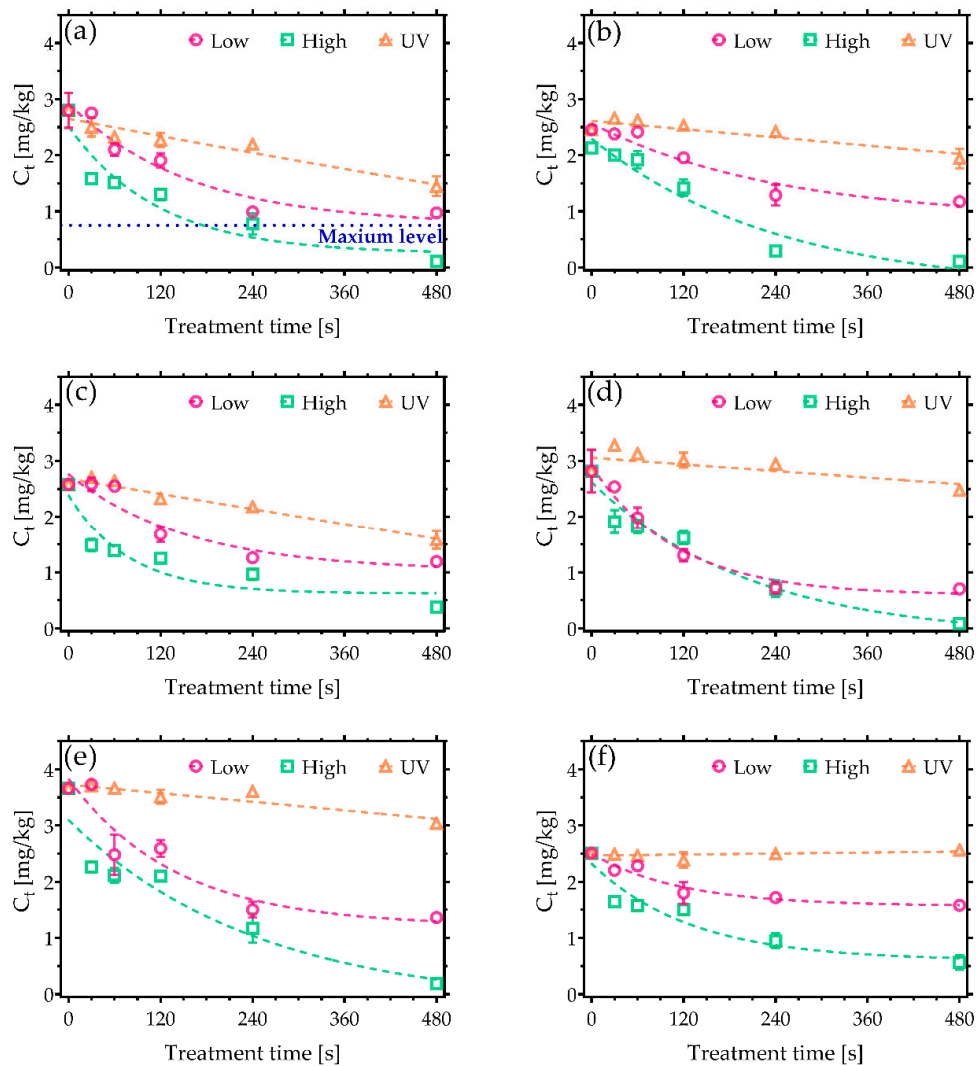 (a) Low High UV
4
3
2
1
0
C_t [mg/kg]
Maxium level
0 120 240 360 480
Treatment time [s]
(b) Low High UV
4
3
2
1
0
C_t [mg/kg]
0 120 240 360 480
Treatment time [s]
(c) Low High UV
4
3
2
1
0
C_t [mg/kg]
0 120 240 360 480
Treatment time [s]
(d) Low High UV
4
3
2
1
0
C_t [mg/kg]
0 120 240 360 480
Treatment time [s]
(e) Low High UV
4
3
2
1
0
C_t [mg/kg]
0 120 240 360 480
Treatment time [s]
(f) Low High UV
4
3
2
1
0
C_t [mg/kg]
0 120 240 360 480
Treatment time [s]